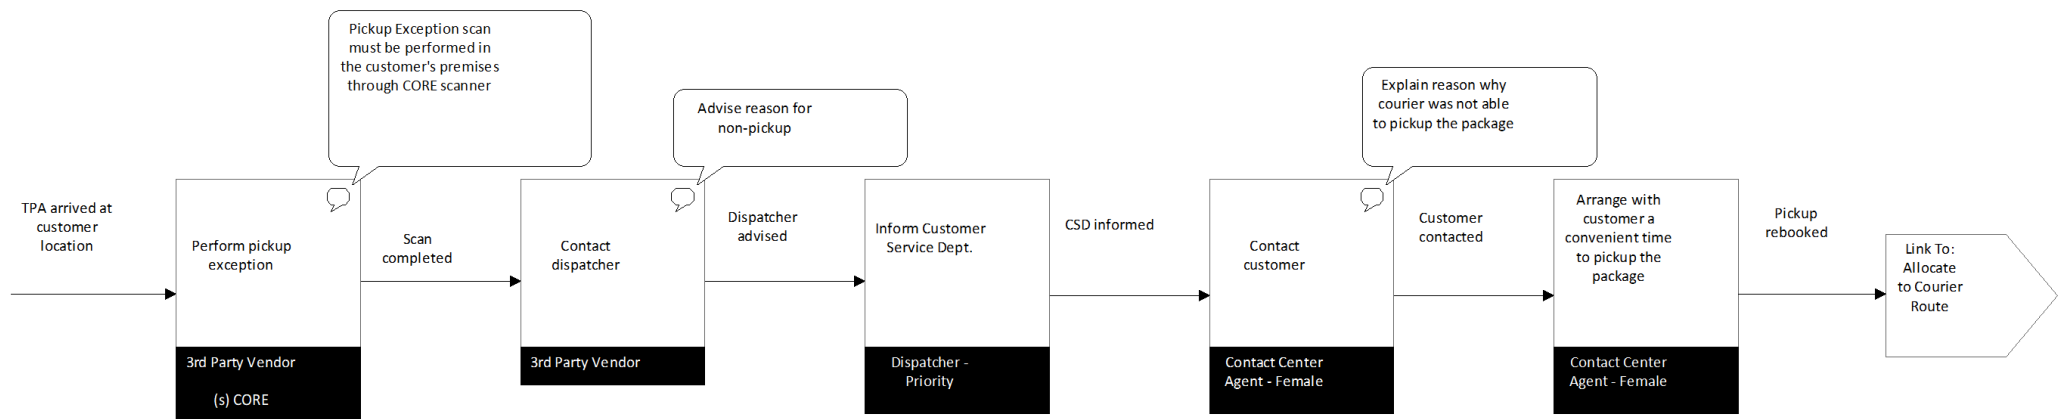 TPA arrived at
customer
location
Pickup Exception scan
must be performed in
the customer's premises
through CORE scanner
Perform pickup
exception
3rd Party Vendor
(s) CORE
Scan
completed
Advise reason for
non-pickup
Contact
dispatcher
3rd Party Vendor
Dispatcher
advised
Inform Customer
Service Dept.
Dispatcher -
Priority
CSD informed
Explain reason why
courier was not able
to pickup the package
Contact
customer
Contact Center
Agent - Female
Customer
contacted
Arrange with
customer a
convenient time
to pickup the
package
Contact Center
Agent - Female
Pickup
rebooked
Link To:
Allocate
to Courier
Route